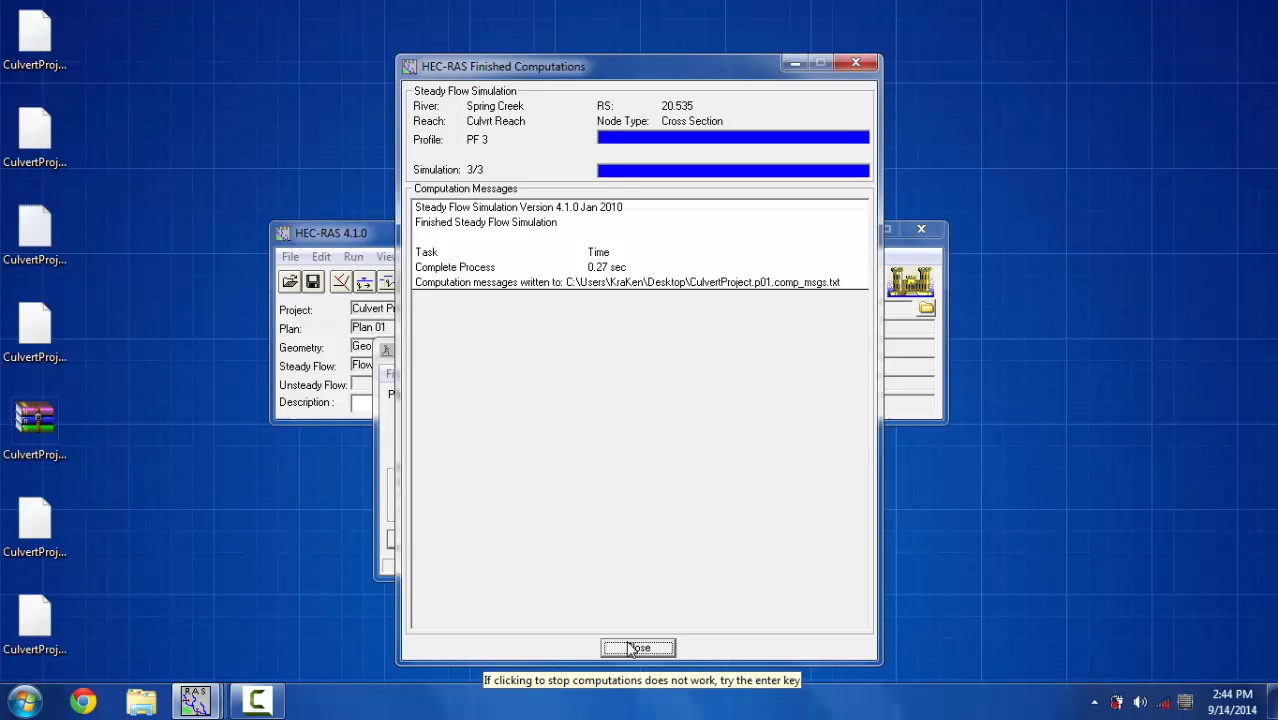 CulvertProj...
CulvertProj...
CulvertProj...
CulvertProj...
CulvertProj...
CulvertProj...
CulvertProj...
HEC-RAS Finished Computations
Steady Flow Simulation
River: Spring Creek RS: 20.535
Reach: Culvrt Reach Node Type: Cross Section
Profile: PF 3
Simulation: 3/3
Computation Messages
Steady Flow Simulation Version 4.1.0 Jan 2010
Finished Steady Flow Simulation
Task Time
Complete Process 0.27 sec
Computation messages written to: C:\Users\KraKen\Desktop\CulvertProject.p01.comp_msgs.txt
If clicking to stop computations does not work, try the enter key
HEC-RAS 4.1.0
File Edit Run
Project: Culvert
Plan: Plan 01
Geometry:
Steady Flow: Flow
Unsteady Flow:
Description :
RAS
2:44 PM
9/14/2014